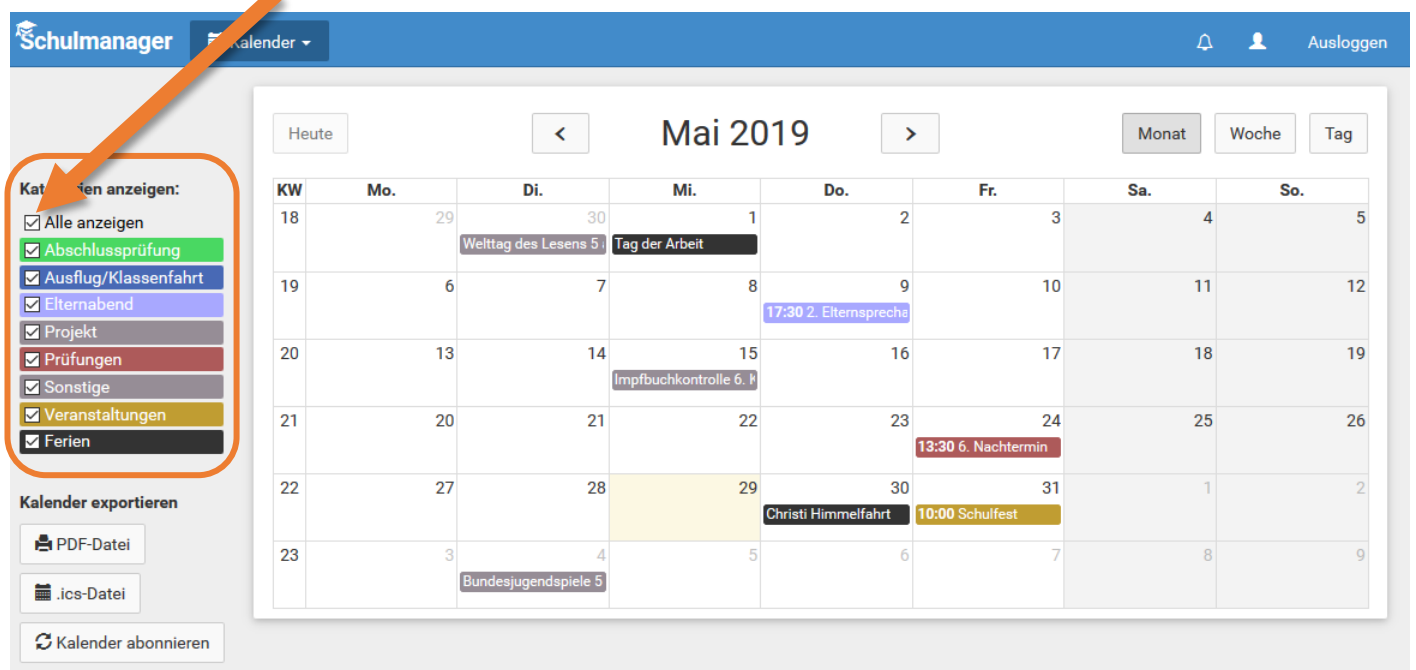 Schulmanager
Kalender
Ausloggen
Heute
Mai 2019
Monat
Woche
Tag
Kategorien anzeigen:
Alle anzeigen
Abschlussprüfung
Ausflug/Klassenfahrt
Elternabend
Projekt
Prüfungen
Sonstige
Veranstaltungen
Ferien
Kalender exportieren
PDF-Datei
.ics-Datei
Kalender abonnieren
KW Mo. Di. Mi. Do. Fr. Sa. So.
18 29 30 1 2 3 4 5
Welttag des Lesens 5 Tag der Arbeit
19 6 7 8 9 10 11 12
17:30 2. Elternsprecha
20 13 14 15 16 17 18 19
Impfbuchkontrolle 6.
21 20 21 22 23 24 25 26
13:30 6. Nachtermin
22 27 28 29 30 31 1 2
Christi Himmelfahrt 10:00 Schulfest
23 3 4 5 6 7 8 9
Bundesjugendspiele 5